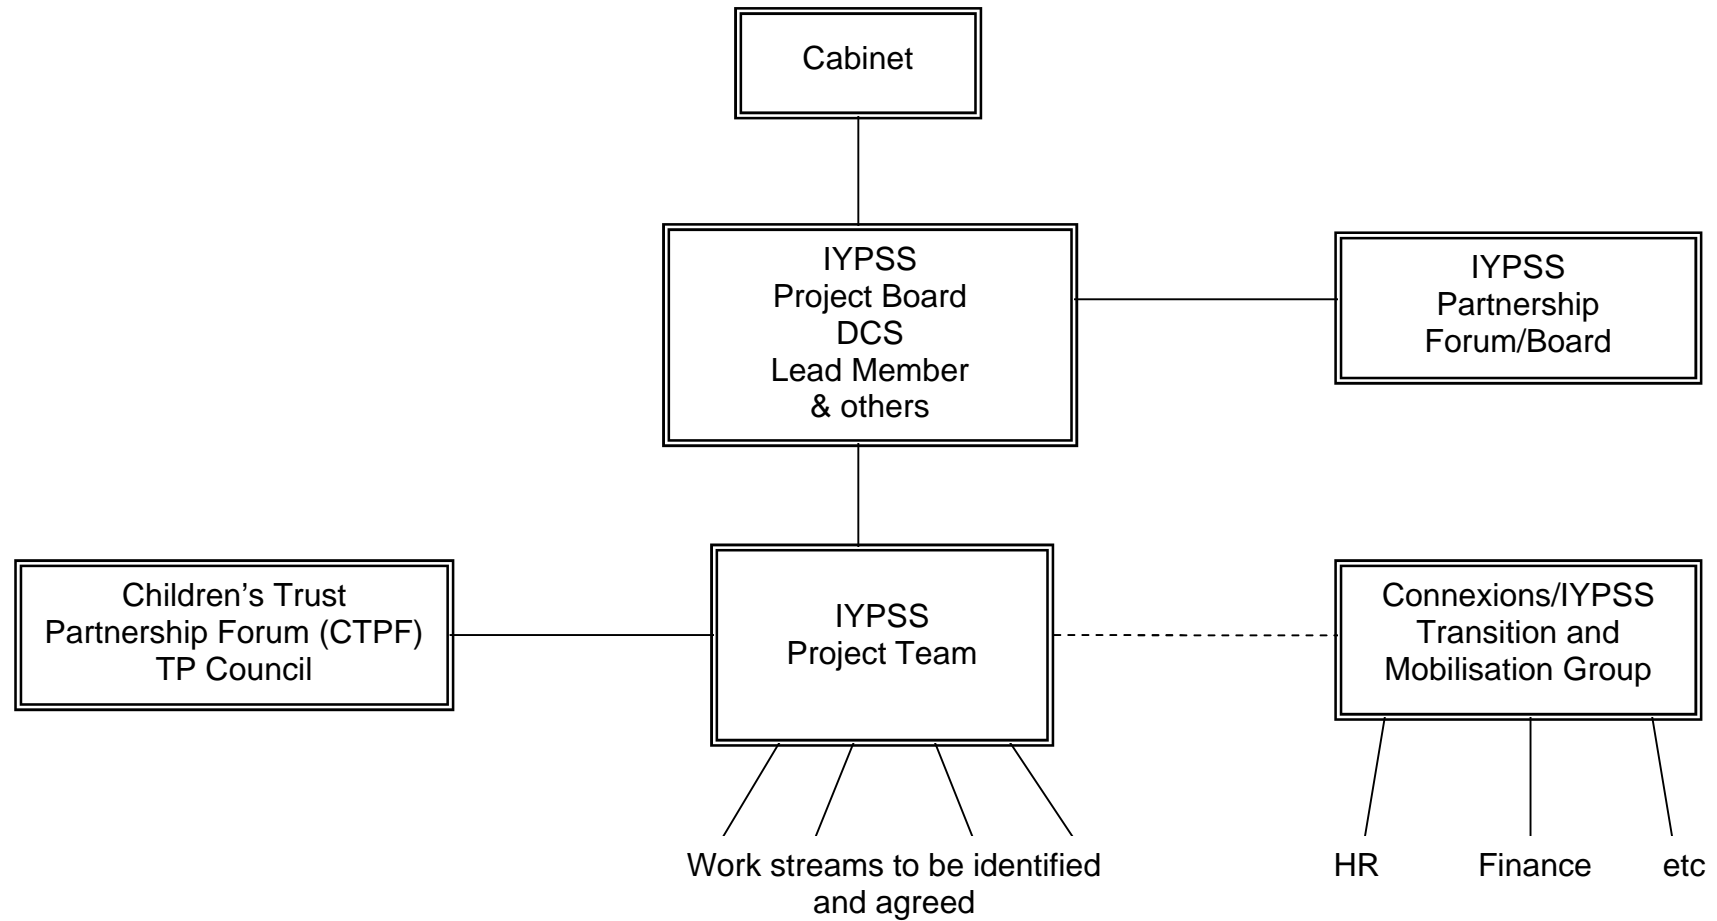 Cabinet
IYPSS
Project Board
DCS
Lead Member
& others
IYPSS
Partnership
Forum/Board
Children’s Trust
Partnership Forum (CTPF)
TP Council
IYPSS
Project Team
Connexions/IYPSS
Transition and
Mobilisation Group
Work streams to be identified
and agreed
HR
Finance
etc